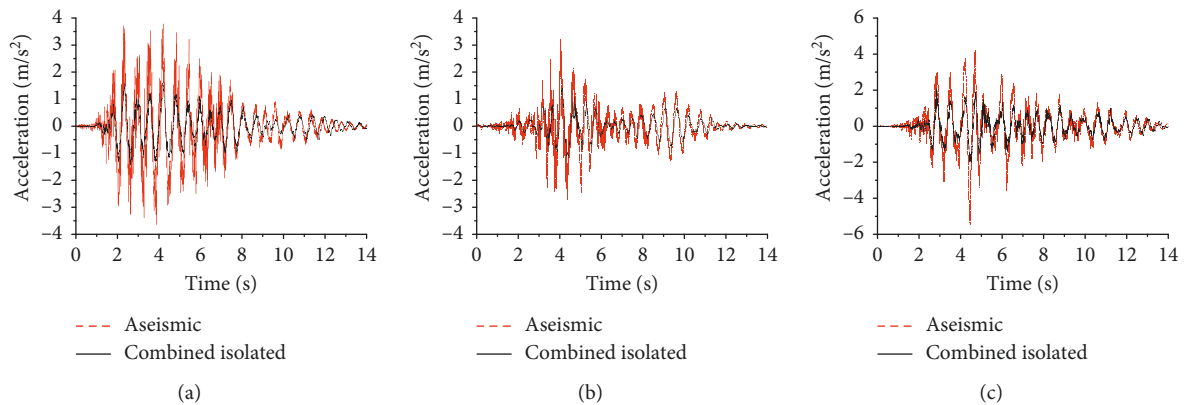 Acceleration (m/s²)
4
3
2
1
0
–1
–2
–3
–4
0 2 4 6 8 10 12 14
Time (s)
Aseismic
Combined isolated
(a)
Acceleration (m/s²)
4
3
2
1
0
–1
–2
–3
–4
0 2 4 6 8 10 12 14
Time (s)
Aseismic
Combined isolated
(b)
Acceleration (m/s²)
6
4
2
0
–2
–4
–6
0 2 4 6 8 10 12 14
Time (s)
Aseismic
Combined isolated
(c)